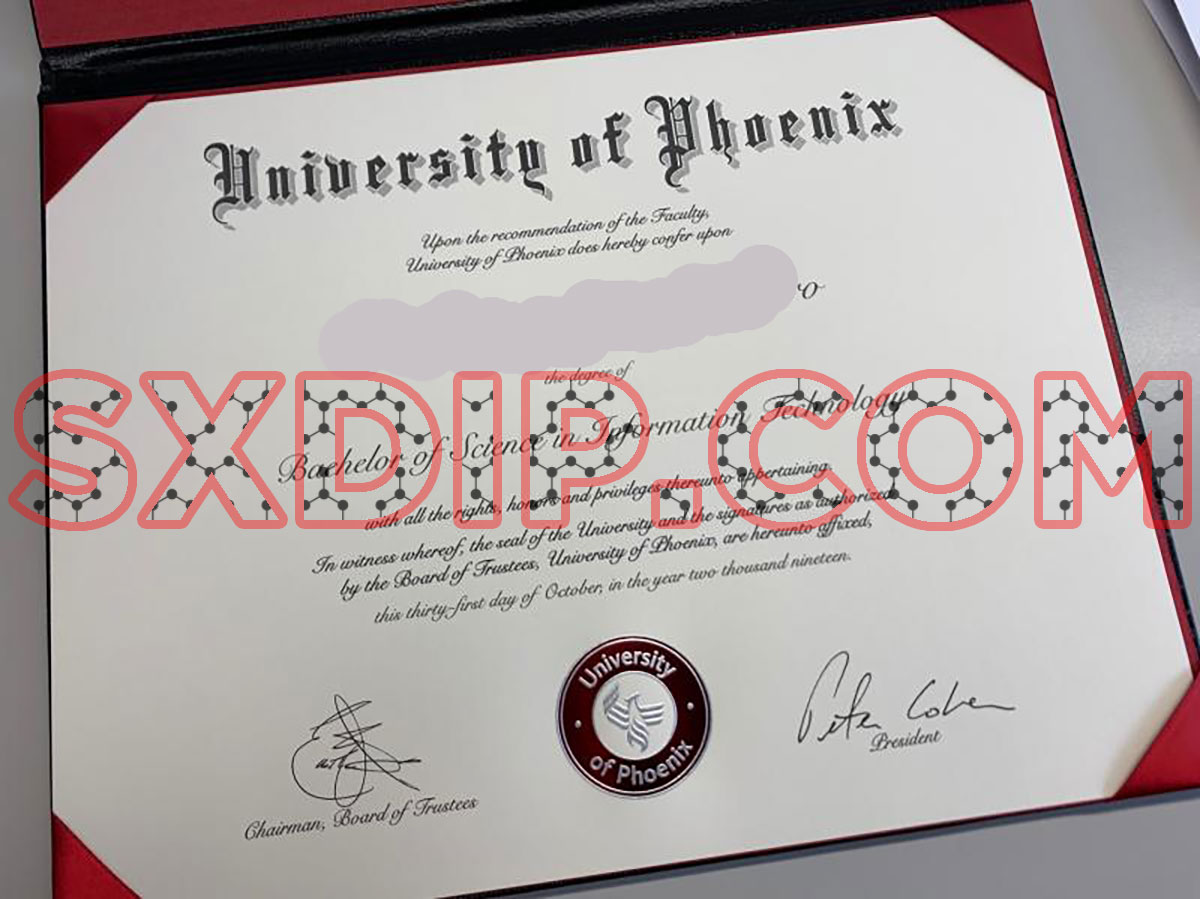 University of Phoenix
Upon the recommendation of the Faculty,
University of Phoenix does hereby confer upon
ro
the degree of
SXDIP.COM
Bachelor of Science in Information Technology
with all the rights, honors and privileges thereunto appertaining.
In witness whereof, the seal of the University and the signatures as authorized
by the Board of Trustees, University of Phoenix, are hereunto affixed,
this thirty-first day of October, in the year two thousand nineteen.
University
of Phoenix
Peter Cohen
President
Chairman, Board of Trustees